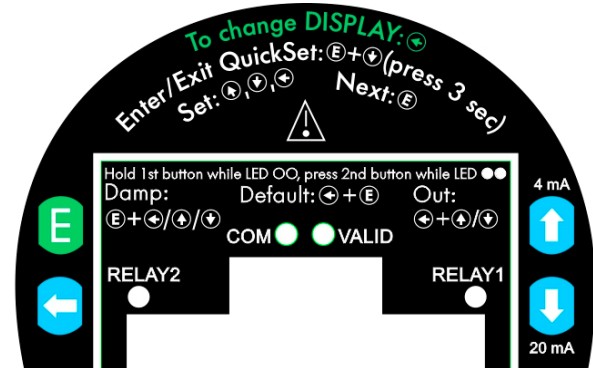 To change DISPLAY: ←
Enter/Exit QuickSet: E+↓(press 3 sec)
Set: ↑,↓,← Next: E
Hold 1st button while LED OO, press 2nd button while LED ●●
Damp: Default: ←+E Out:
E+←/↑/↓ ←+↑/↓
COM VALID
RELAY2 RELAY1
E
4 mA
20 mA